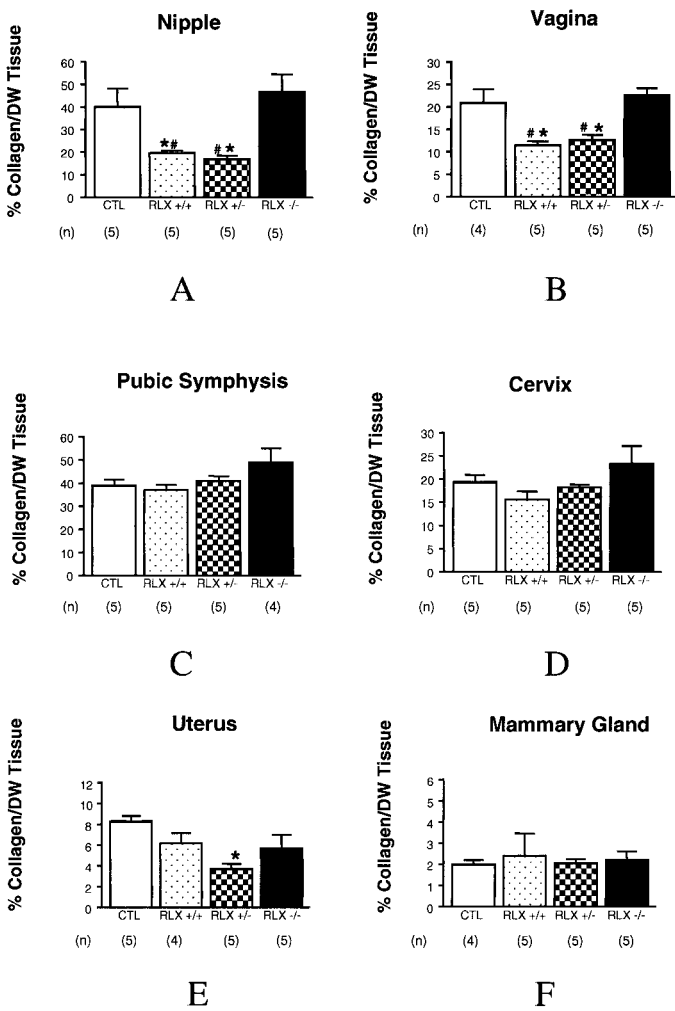 Nipple
% Collagen/DW Tissue
60
50
40
30
20
10
0
*#
# *
CTL RLX +/+ RLX +/- RLX -/-
(n) (5) (5) (5) (5)
A
Vagina
% Collagen/DW Tissue
30
25
20
15
10
5
0
# *
# *
CTL RLX +/+ RLX +/- RLX -/-
(n) (4) (5) (5) (5)
B
Pubic Symphysis
% Collagen/DW Tissue
60
50
40
30
20
10
0
CTL RLX +/+ RLX +/- RLX -/-
(n) (5) (5) (5) (4)
C
Cervix
% Collagen/DW Tissue
30
25
20
15
10
5
0
CTL RLX +/+ RLX +/- RLX -/-
(n) (5) (5) (5) (5)
D
Uterus
% Collagen/DW Tissue
12
10
8
6
4
2
0
*
CTL RLX +/+ RLX +/- RLX -/-
(n) (5) (4) (5) (5)
E
Mammary Gland
% Collagen/DW Tissue
6
5
4
3
2
1
0
CTL RLX +/+ RLX +/- RLX -/-
(n) (4) (5) (5) (5)
F